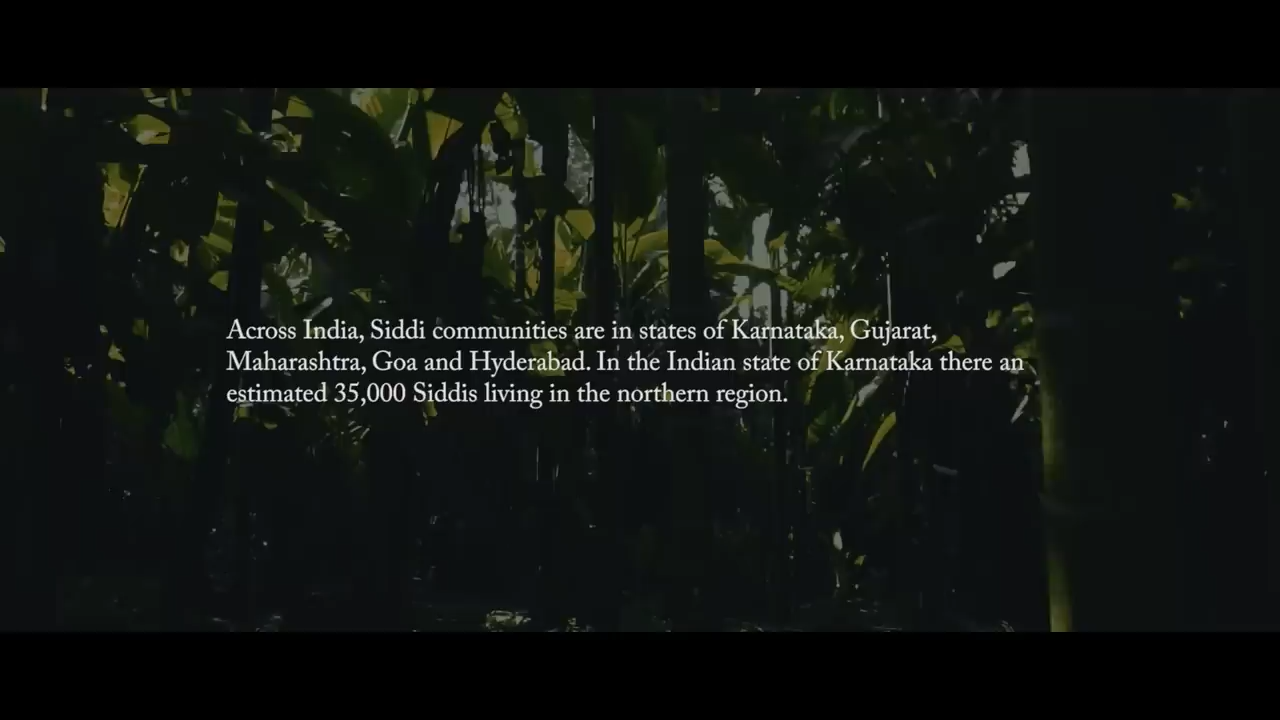 Across India, Siddi communities are in states of Karnataka, Gujarat,
Maharashtra, Goa and Hyderabad. In the Indian state of Karnataka there an
estimated 35,000 Siddis living in the northern region.